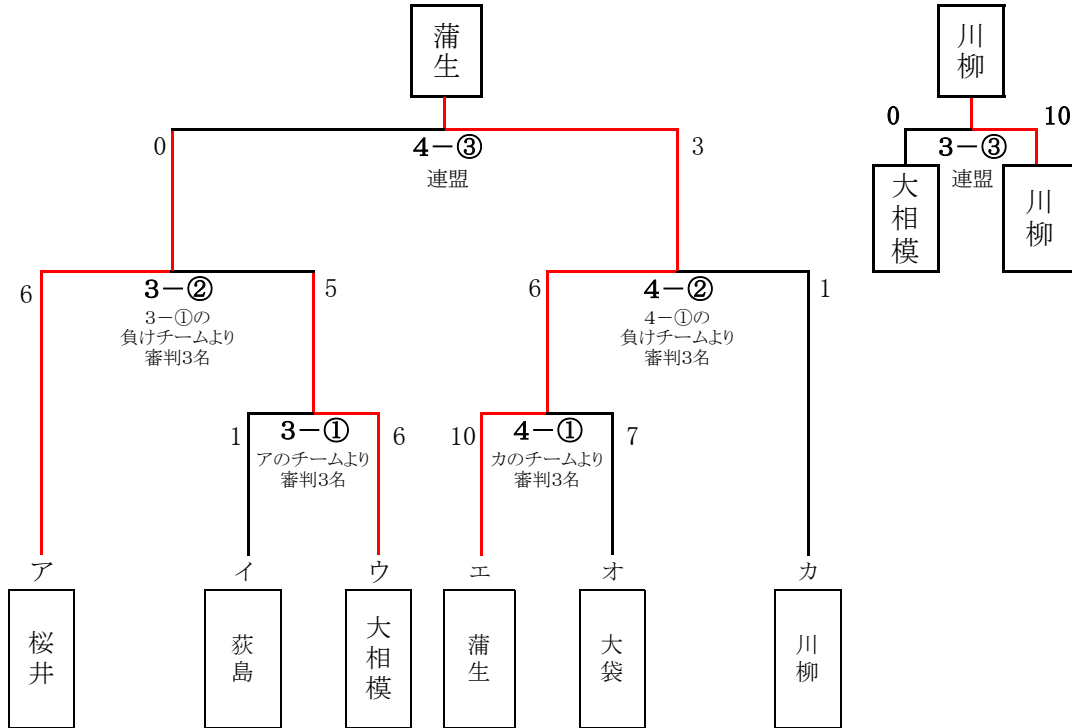 蒲生
川柳
0
4－③
3
連盟
0
10
3－③
連盟
大相模
川柳
6
3－②
5
3－①の
負けチームより
審判3名
6
4－②
1
4－①の
負けチームより
審判3名
1
3－①
6
アのチームより
審判3名
10
4－①
7
カのチームより
審判3名
ア
イ
ウ
エ
オ
カ
桜井
荻島
大相模
蒲生
大袋
川柳